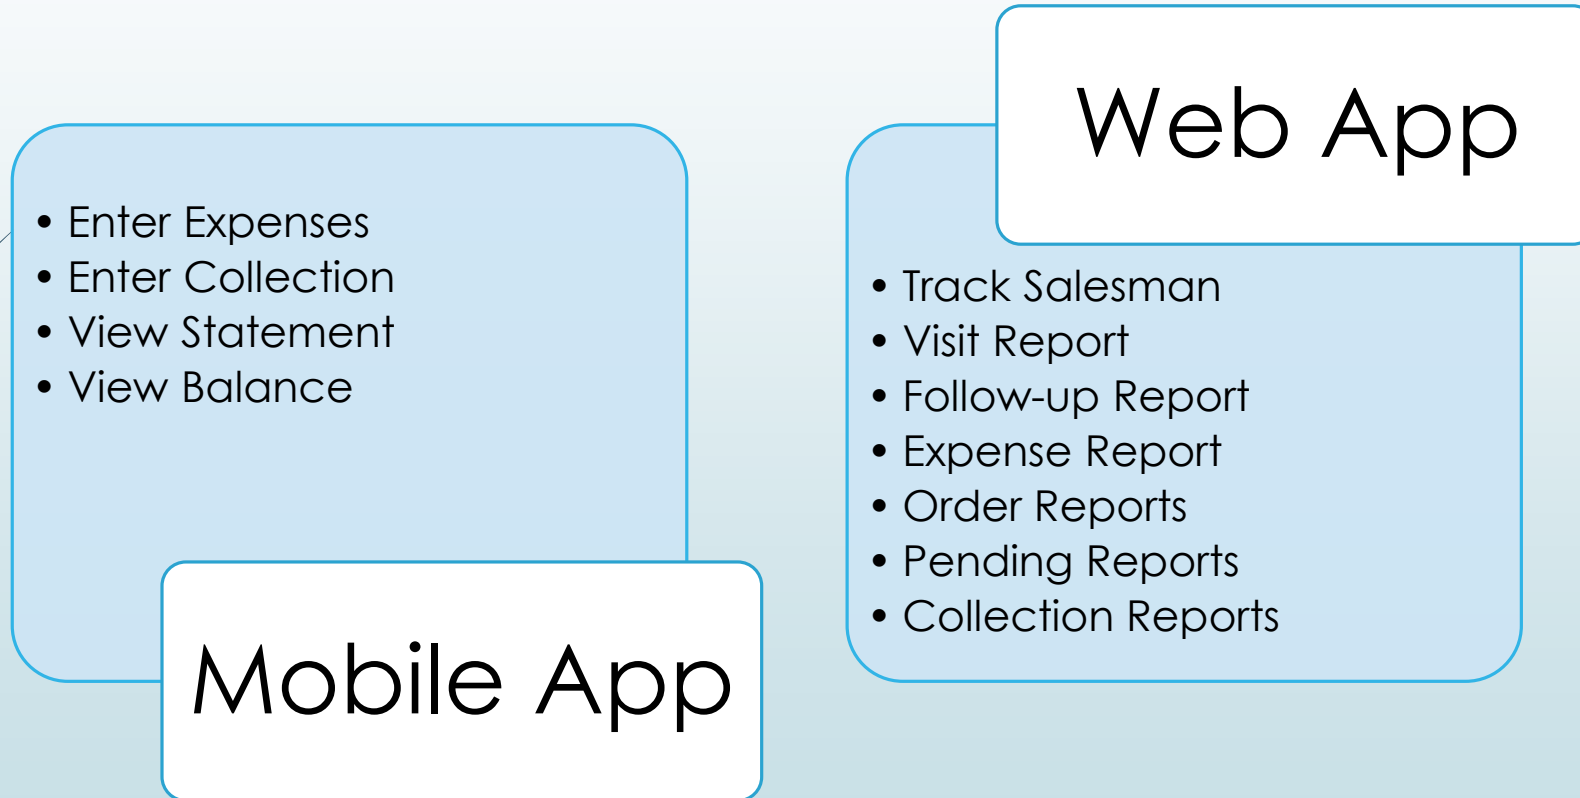 • Enter Expenses
• Enter Collection
• View Statement
• View Balance
Mobile App
Web App
• Track Salesman
• Visit Report
• Follow-up Report
• Expense Report
• Order Reports
• Pending Reports
• Collection Reports